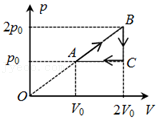 p
2p₀ B
p₀ A C
O V₀ 2V₀ V